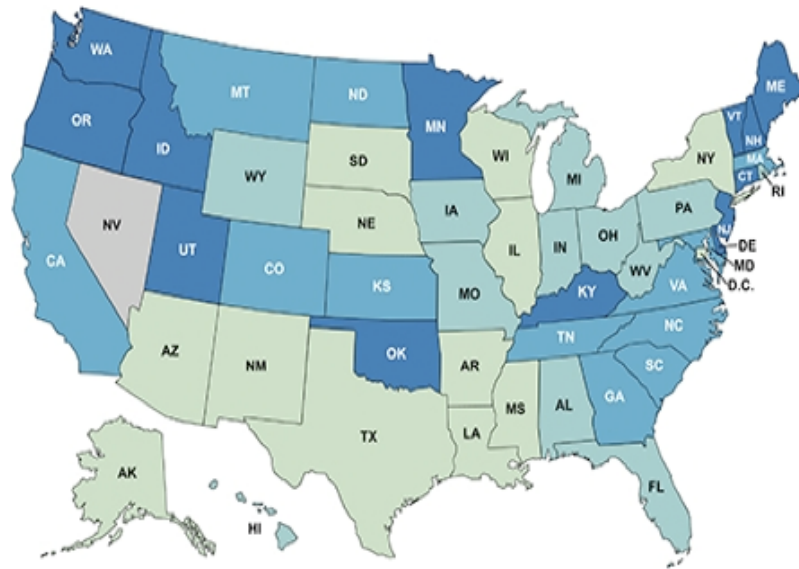 WA
ME
MT
ND
VT
MN
OR
NH
ID
WI
MA
SD
NY
CT
WY
MI
RI
IA
PA
NE
NV
OH
NJ
IL
IN
DE
UT
CA
CO
WV
MD
KS
MO
KY
VA
D.C.
NC
TN
AZ
OK
NM
AR
SC
MS
AL
GA
TX
LA
AK
FL
HI